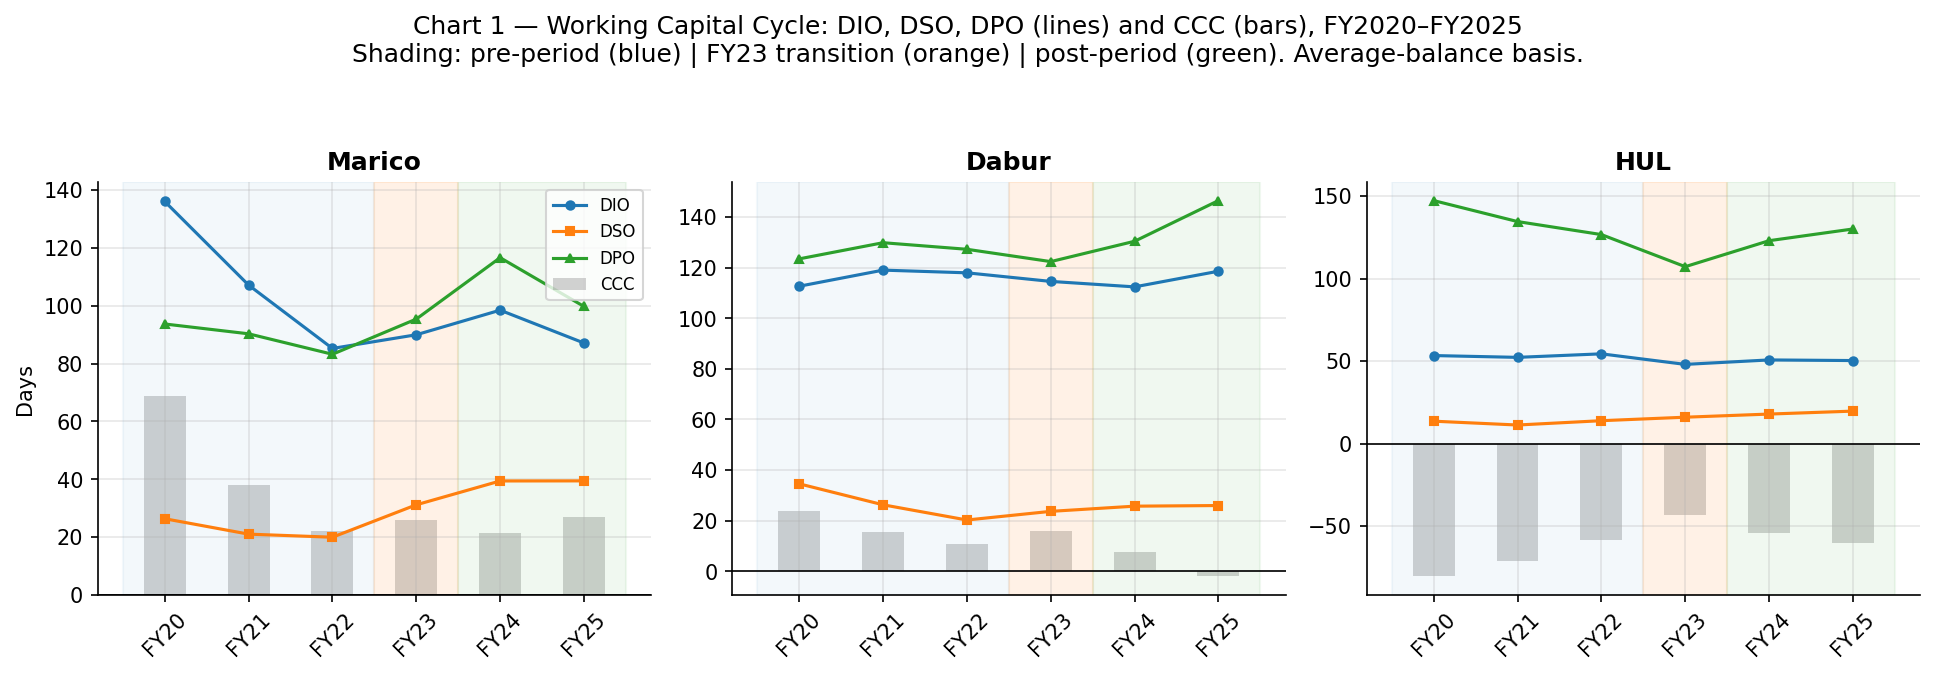 Chart 1 — Working Capital Cycle: DIO, DSO, DPO (lines) and CCC (bars), FY2020–FY2025
Shading: pre-period (blue) | FY23 transition (orange) | post-period (green). Average-balance basis.
Marico
Days
140
120
100
80
60
40
20
0
DIO
DSO
DPO
CCC
FY20
FY21
FY22
FY23
FY24
FY25
Dabur
140
120
100
80
60
40
20
0
FY20
FY21
FY22
FY23
FY24
FY25
HUL
150
100
50
0
−50
FY20
FY21
FY22
FY23
FY24
FY25